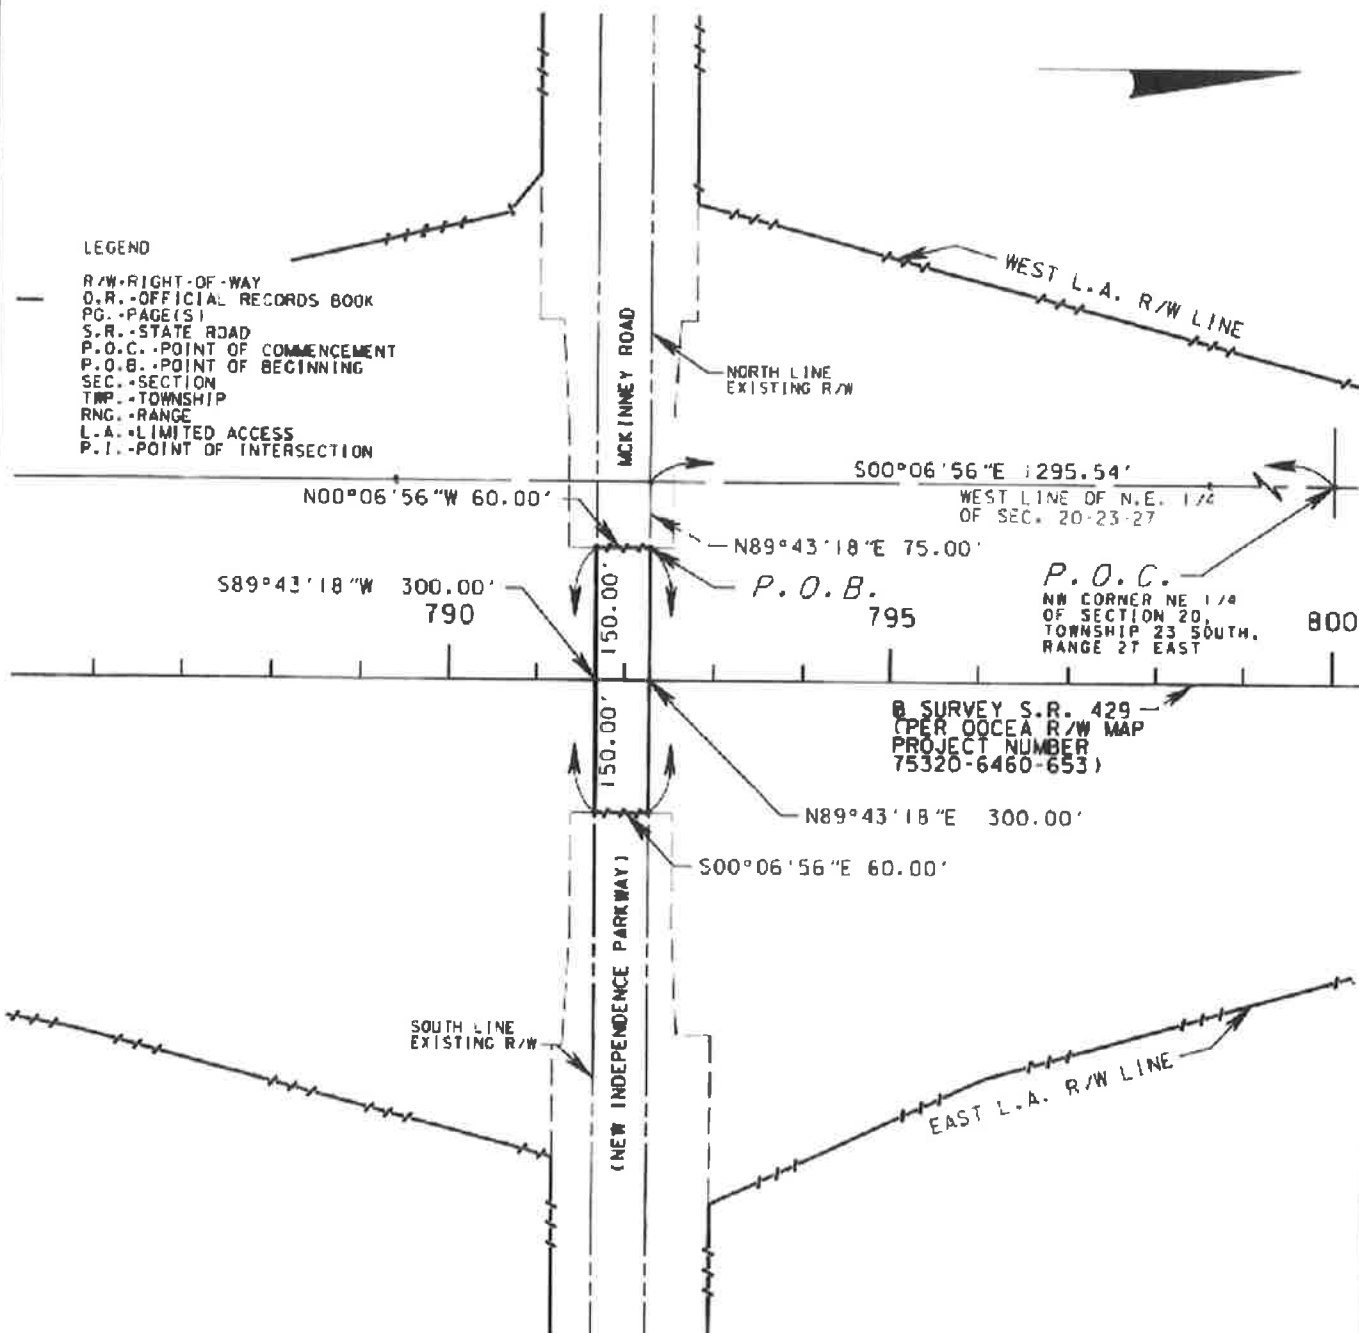 LEGEND
R/W-RIGHT-OF-WAY
O.R.-OFFICIAL RECORDS BOOK
PG.-PAGE(S)
S.R.-STATE ROAD
P.O.C.-POINT OF COMMENCEMENT
P.O.B.-POINT OF BEGINNING
SEC.-SECTION
TWP.-TOWNSHIP
RNG.-RANGE
L.A.-LIMITED ACCESS
P.I.-POINT OF INTERSECTION
WEST L.A. R/W LINE
MCKINNEY ROAD
NORTH LINE
EXISTING R/W
S00°06'56"E 1295.54'
WEST LINE OF N.E. 1/4
OF SEC. 20-23-27
N00°06'56"W 60.00'
N89°43'18"E 75.00'
S89°43'18"W 300.00'
P.O.B.
P.O.C.
NW CORNER NE 1/4
OF SECTION 20,
TOWNSHIP 23 SOUTH,
RANGE 27 EAST
790
795
800
150.00'
150.00'
SURVEY S.R. 429
(PER OOCEA R/W MAP
PROJECT NUMBER
75320-6460-653)
N89°43'18"E 300.00'
S00°06'56"E 60.00'
(NEW INDEPENDENCE PARKWAY)
SOUTH LINE
EXISTING R/W
EAST L.A. R/W LINE